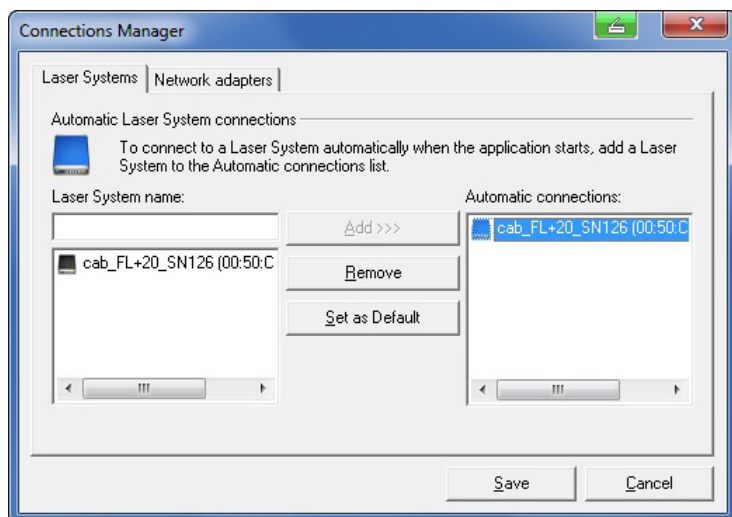 Connections Manager
Laser Systems
Network adapters
Automatic Laser System connections
To connect to a Laser System automatically when the application starts, add a Laser
System to the Automatic connections list.
Laser System name:
Automatic connections:
Add >>>
cab_FL+20_SN126 (00:50:C
cab_FL+20_SN126 (00:50:C
Remove
Set as Default
Save
Cancel